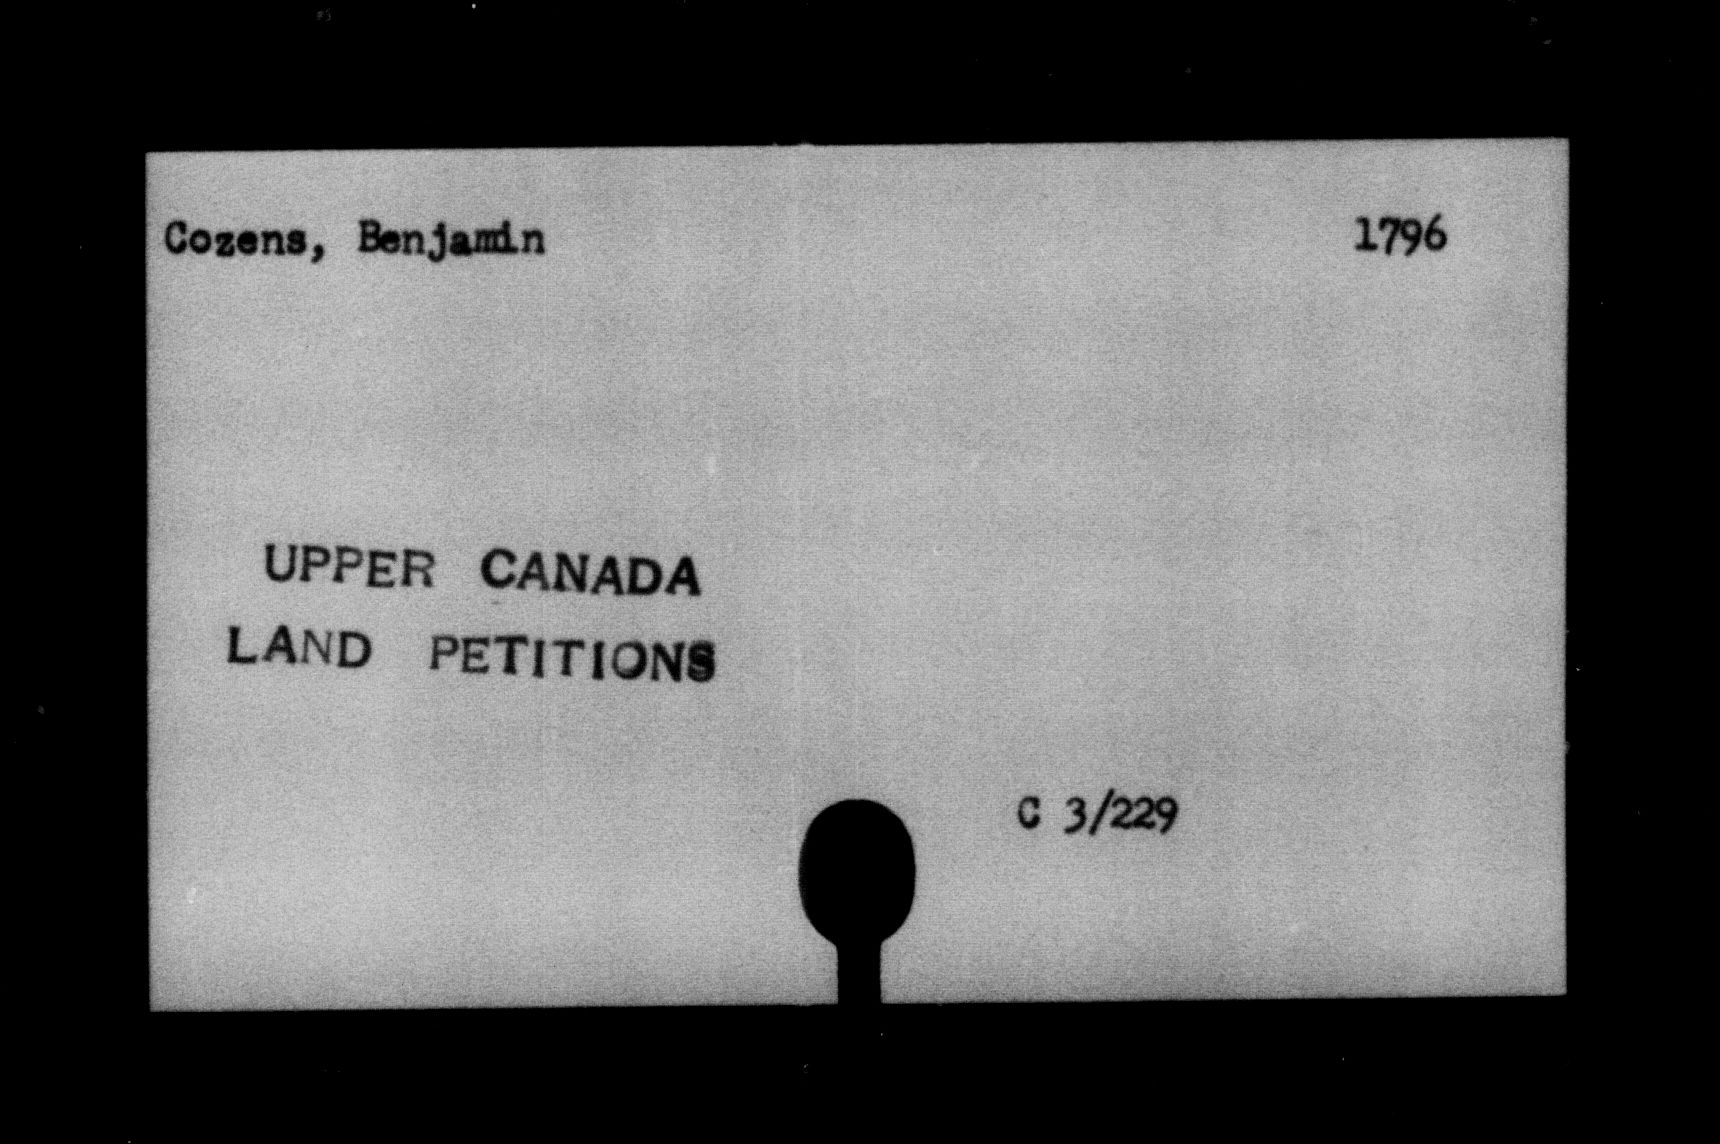 Cozens, Benjamin 1796
UPPER CANADA
LAND PETITIONS
C 3/229